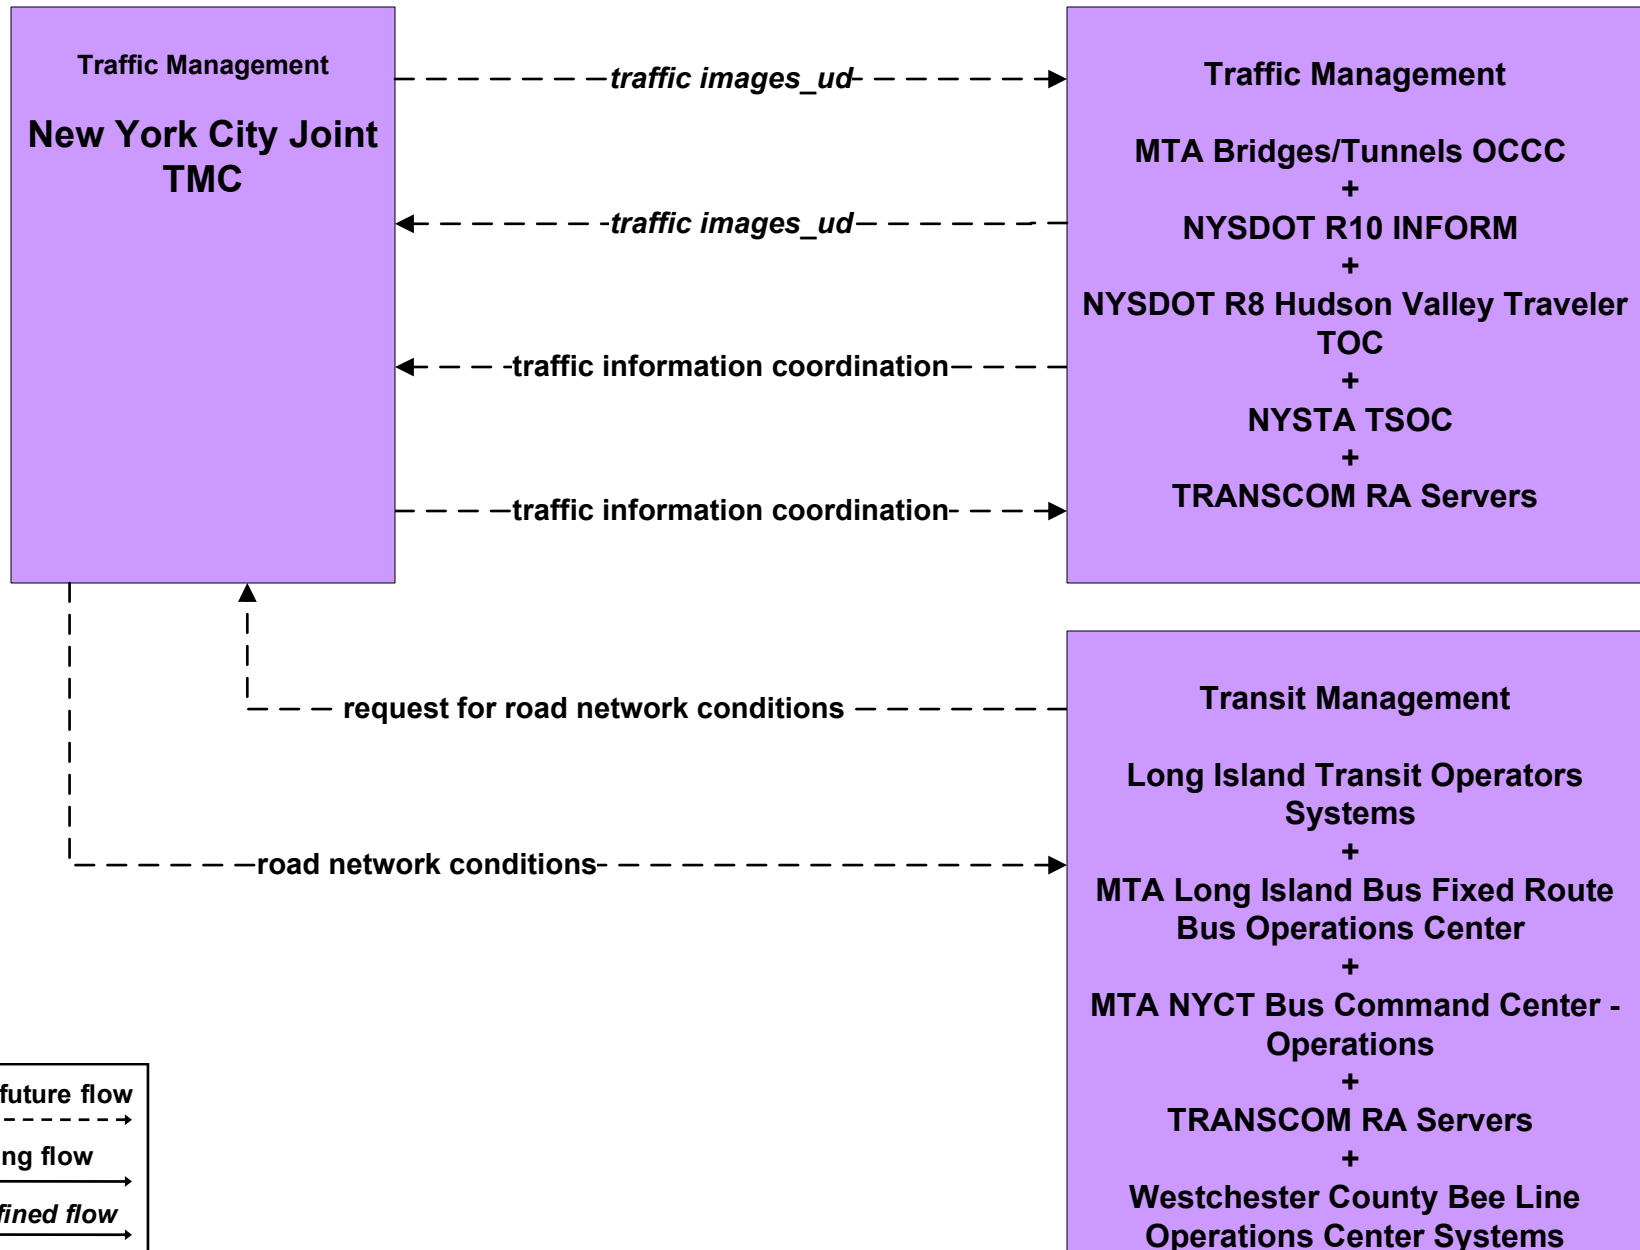 Traffic Management
New York City Joint
TMC
traffic images_ud
traffic images_ud
traffic information coordination
traffic information coordination
Traffic Management
MTA Bridges/Tunnels OCCC
+
NYSDOT R10 INFORM
+
NYSDOT R8 Hudson Valley Traveler
TOC
+
NYSTA TSOC
+
TRANSCOM RA Servers
request for road network conditions
road network conditions
Transit Management
Long Island Transit Operators
Systems
+
MTA Long Island Bus Fixed Route
Bus Operations Center
+
MTA NYCT Bus Command Center -
Operations
+
TRANSCOM RA Servers
+
Westchester County Bee Line
Operations Center Systems
future flow
ng flow
fined flow